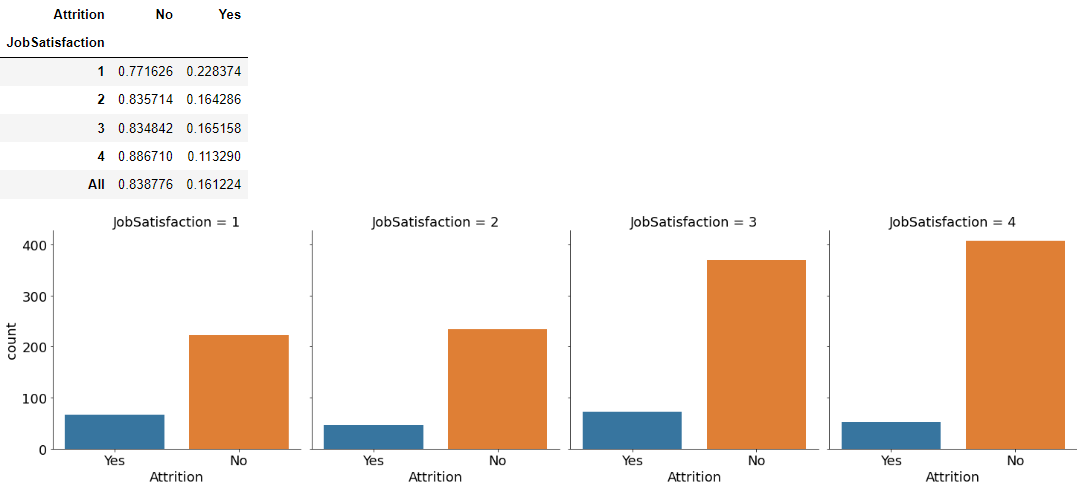 Attrition No Yes
JobSatisfaction
1 0.771626 0.228374
2 0.835714 0.164286
3 0.834842 0.165158
4 0.886710 0.113290
All 0.838776 0.161224
JobSatisfaction = 1 JobSatisfaction = 2 JobSatisfaction = 3 JobSatisfaction = 4
400
300
200
100
0
count
Yes No Yes No Yes No Yes No
Attrition Attrition Attrition Attrition